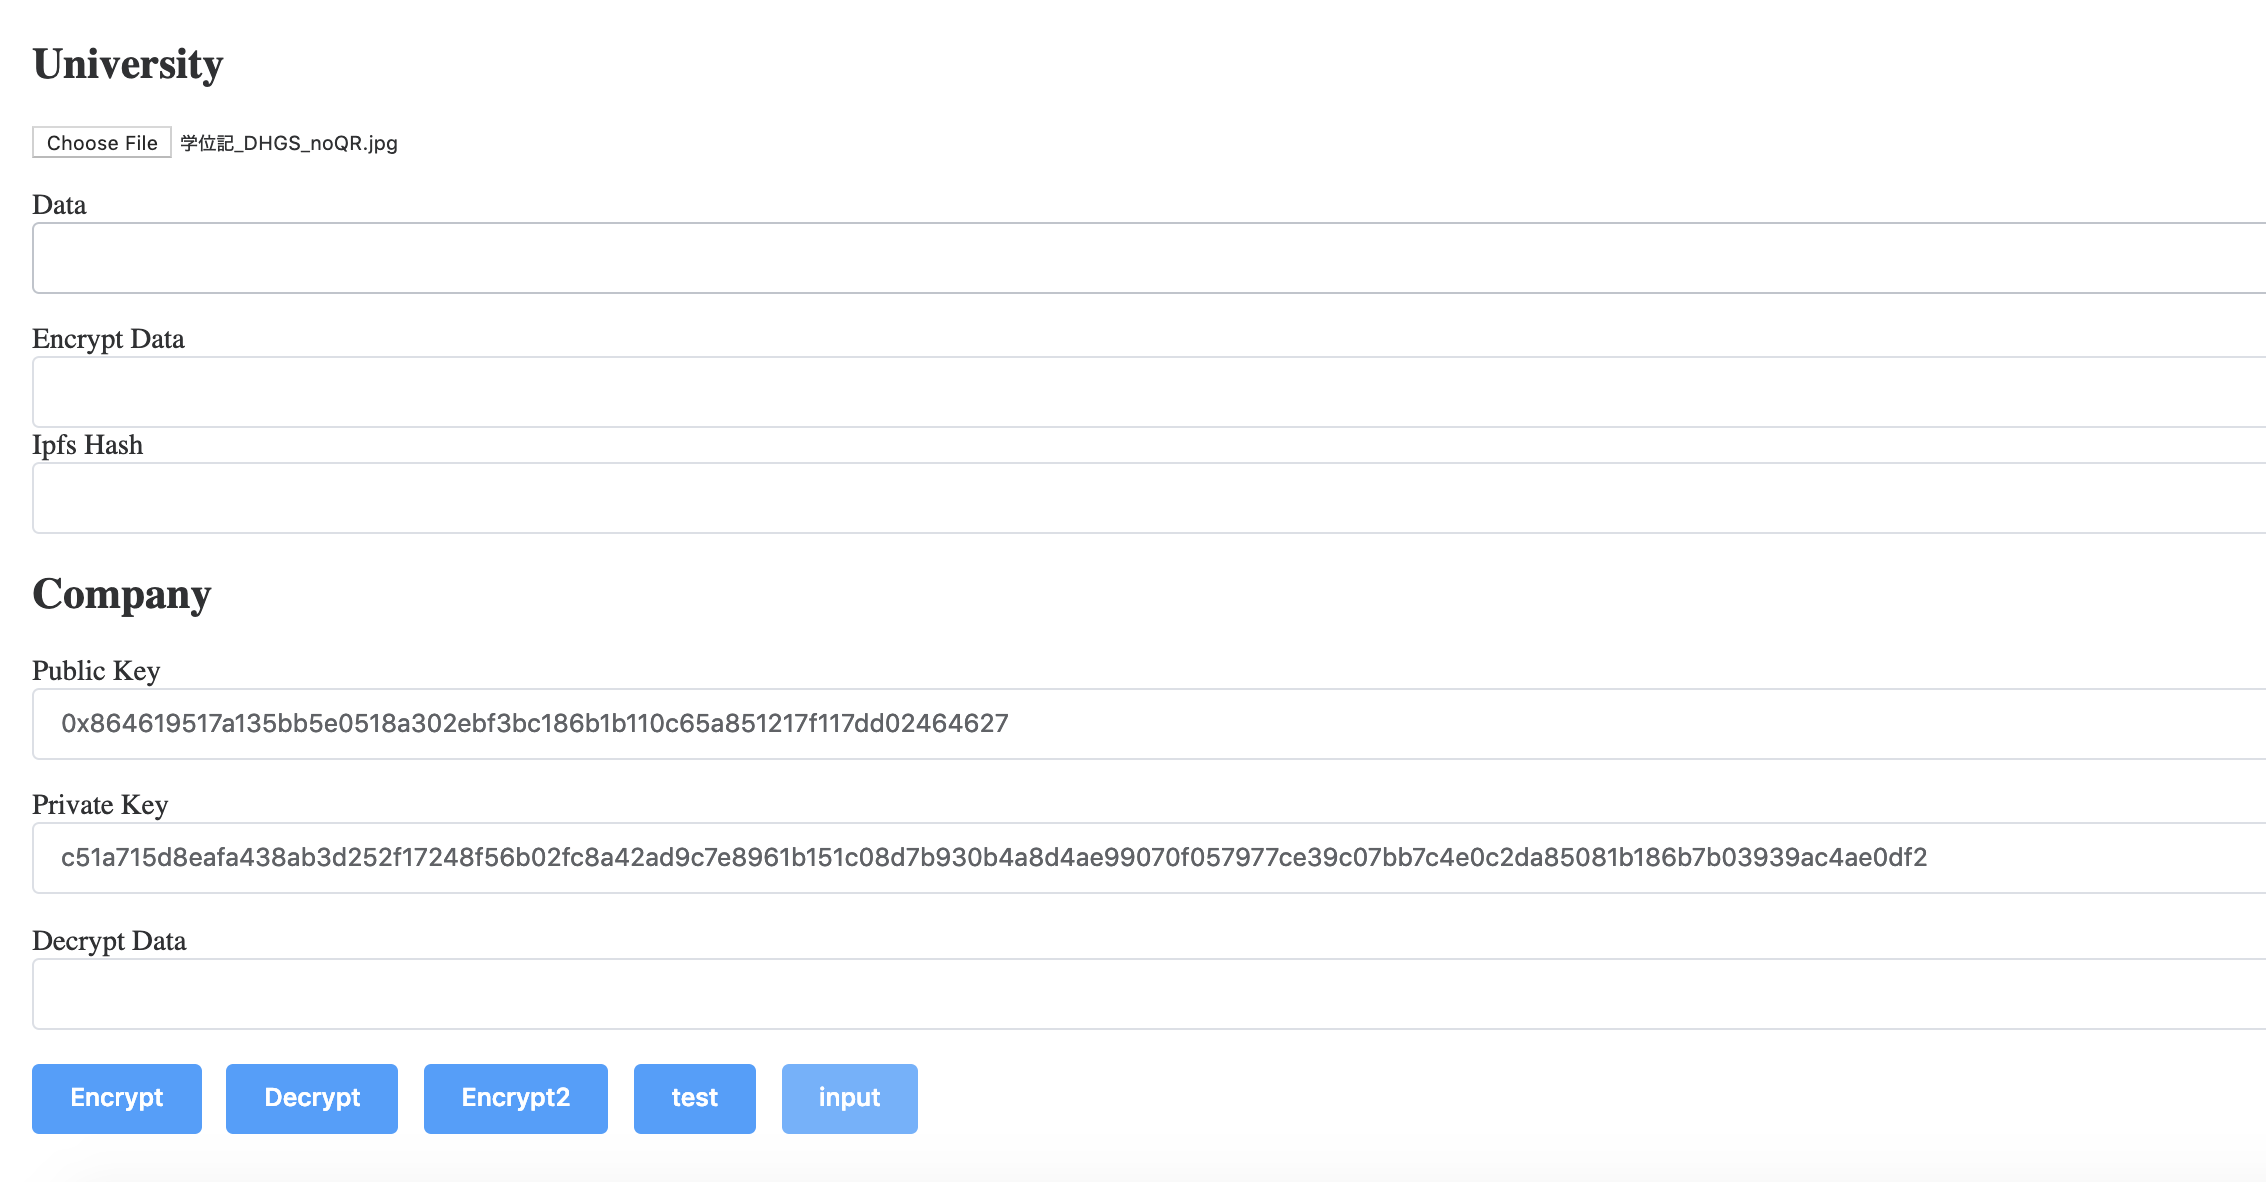 University
Choose File 学位記_DHGS_noQR.jpg
Data
Encrypt Data
Ipfs Hash
Company
Public Key
0x864619517a135bb5e0518a302ebf3bc186b1b110c65a851217f117dd02464627
Private Key
c51a715d8eafa438ab3d252f17248f56b02fc8a42ad9c7e8961b151c08d7b930b4a8d4ae99070f057977ce39c07bb7c4e0c2da85081b186b7b03939ac4ae0df2
Decrypt Data
Encrypt Decrypt Encrypt2 test input